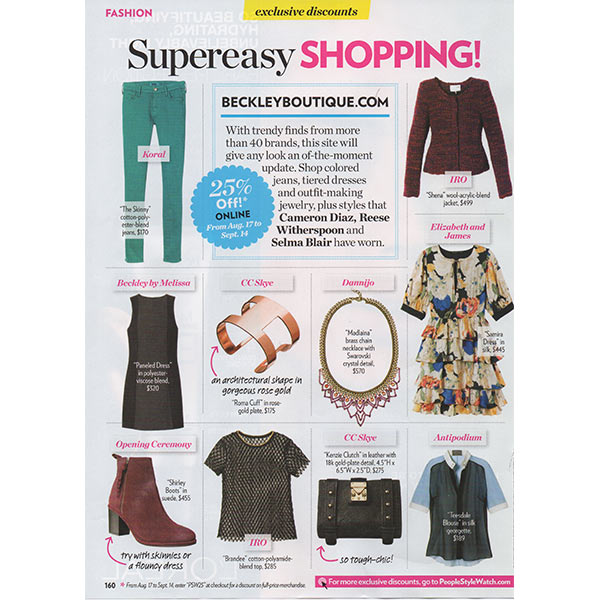 FASHION
exclusive discounts
Supereasy SHOPPING!
BECKLEYBOUTIQUE.COM
With trendy finds from more
than 40 brands, this site will
give any look an of-the-moment
update. Shop colored
jeans, tiered dresses
and outfit-making
jewelry, plus styles that
Cameron Diaz, Reese
Witherspoon and
Selma Blair have worn.
25%
Off!*
ONLINE
From Aug. 17 to
Sept. 14
Koral
"The Skinny"
cotton-poly-
ester-blend
jeans, $170
IRO
"Shena" wool-acrylic-blend
jacket, $499
Beckley by Melissa
"Paneled Dress"
in polyester-
viscose blend,
$320
CC Skye
an architectural shape in
gorgeous rose gold
"Roma Cuff" in rose-
gold plate, $175
Dannijo
"Madiaina"
brass chain
necklace with
Swarovski
crystal detail,
$570
Elizabeth and
James
"Samira
Dress" in
silk, $445
Opening Ceremony
"Shirley
Boots" in
suede, $455
try with skinnies or
a flouncy dress
IRO
"Brandee" cotton-polyamide-
blend top, $285
CC Skye
"Kenzie Clutch" in leather with
18k gold-plate detail, 4.5"H x
6.5"W x 2.5"D, $275
so tough-chic!
Antipodium
"Teesdale
Blouse" in silk
georgette,
$189
160 * From Aug. 17 to Sept. 14, enter "PSW25" at checkout for a discount on full-price merchandise.
For more exclusive discounts, go to PeopleStyleWatch.com